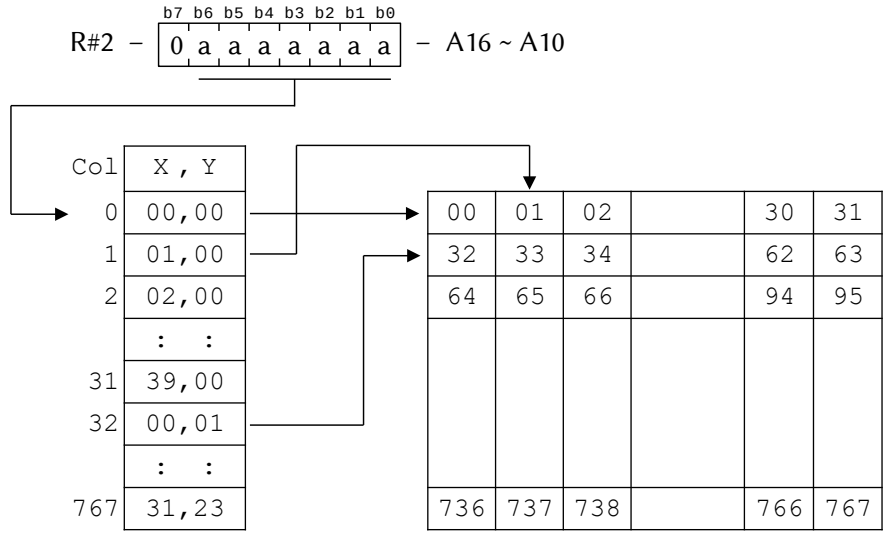 b7 b6 b5 b4 b3 b2 b1 b0
R#2 – 0 a a a a a a a – A16 ~ A10
Col X , Y
0 00,00 00 01 02 30 31
1 01,00 32 33 34 62 63
2 02,00 64 65 66 94 95
: :
31 39,00
32 00,01
: :
767 31,23 736 737 738 766 767